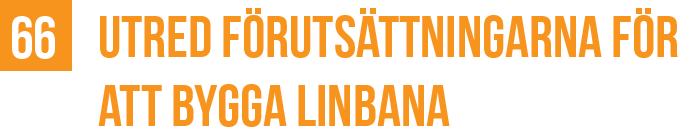 66 UTRED FÖRUTSÄTTNINGARNA FÖR
ATT BYGGA LINBANA